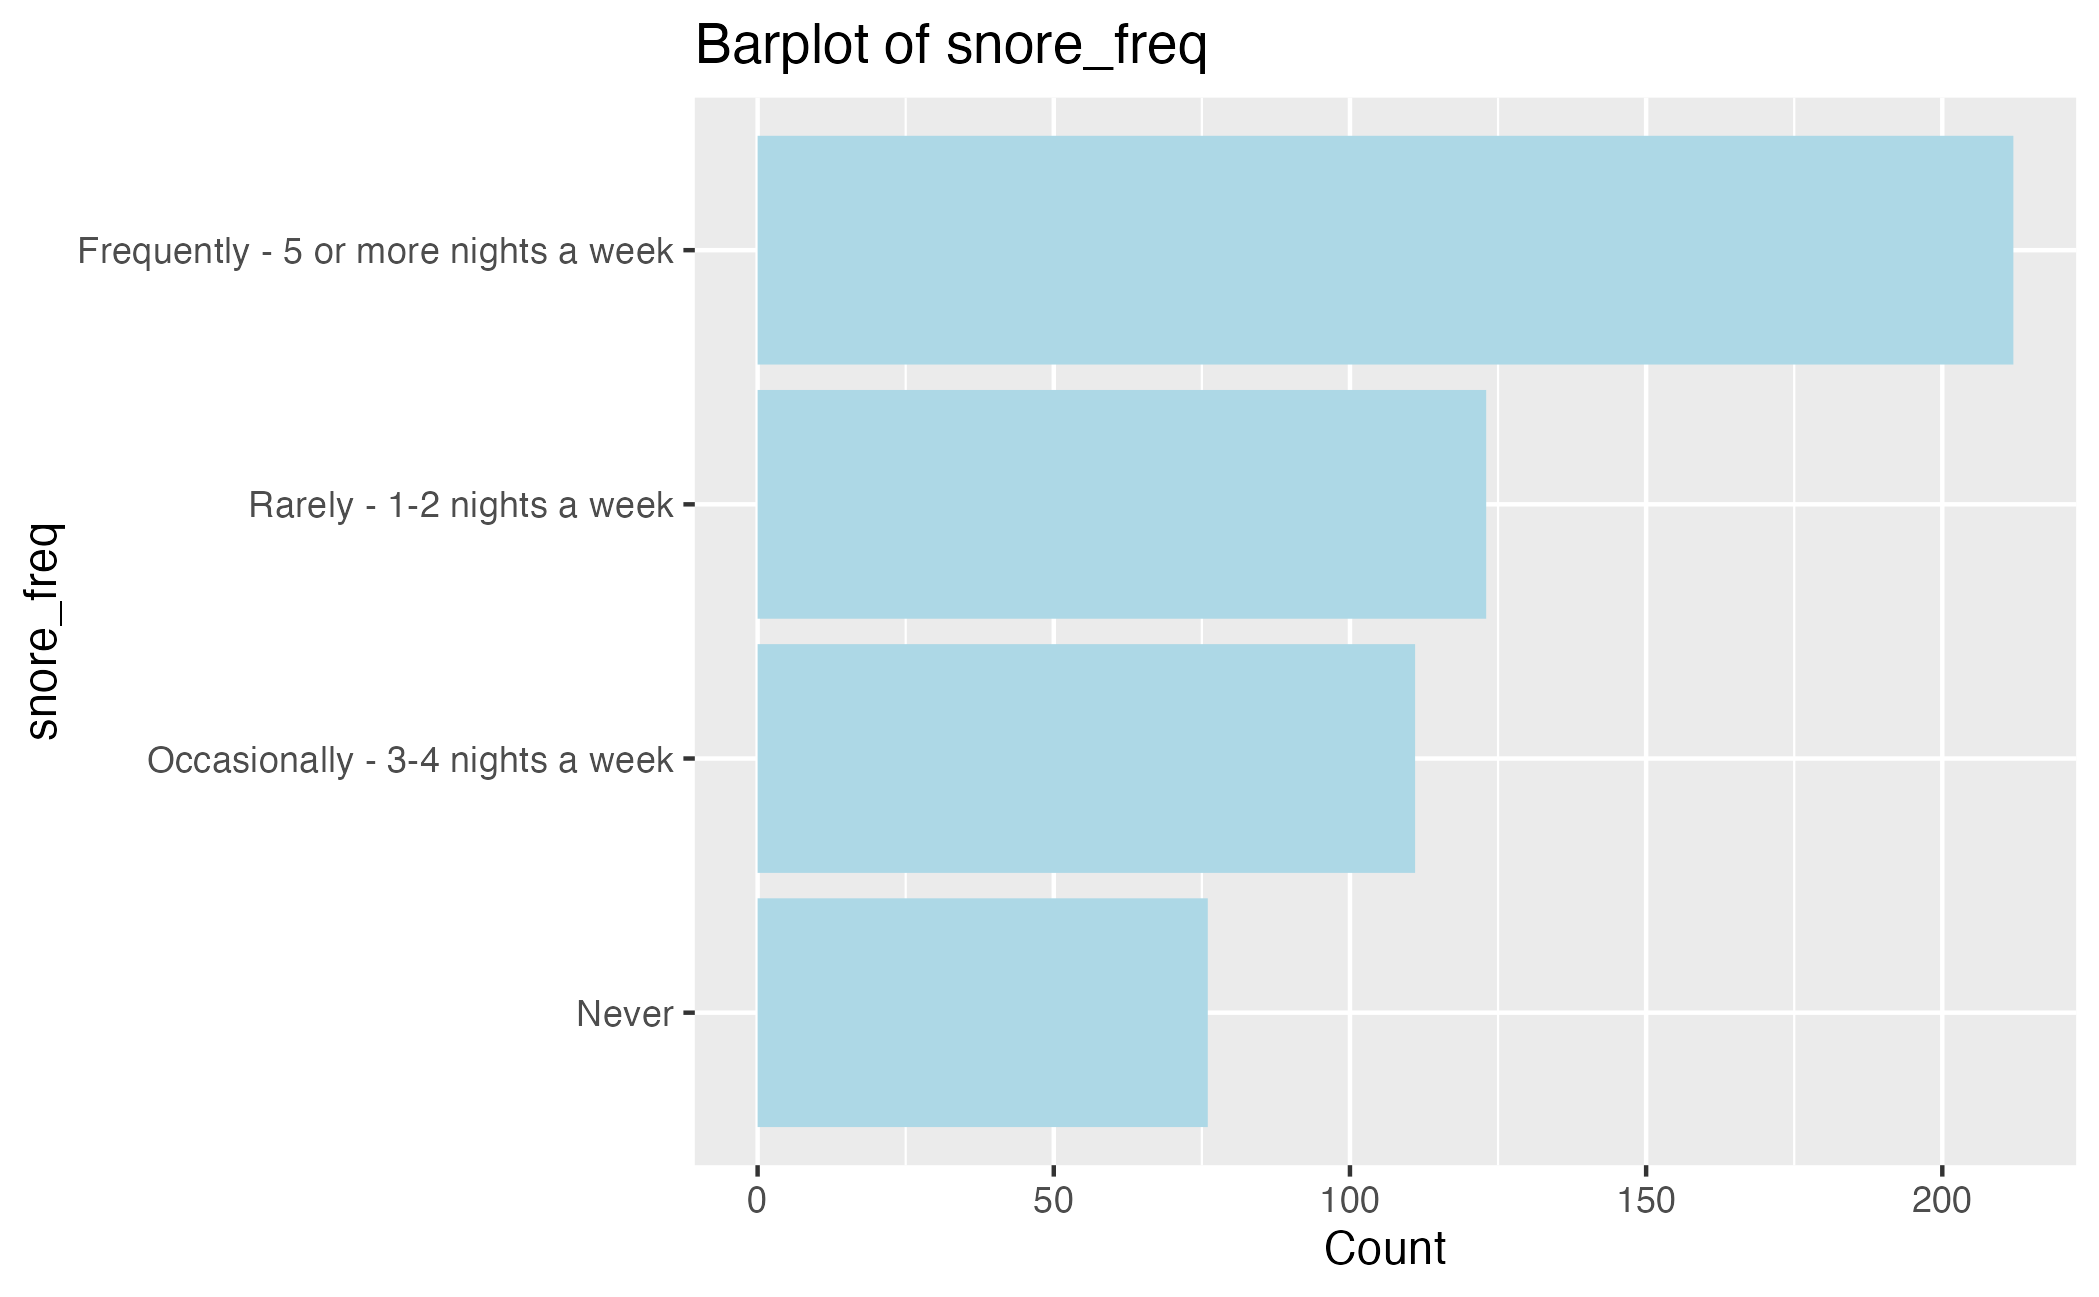 Barplot of snore_freq
snore_freq
Frequently - 5 or more nights a week
Rarely - 1-2 nights a week
Occasionally - 3-4 nights a week
Never
0 50 100 150 200
Count